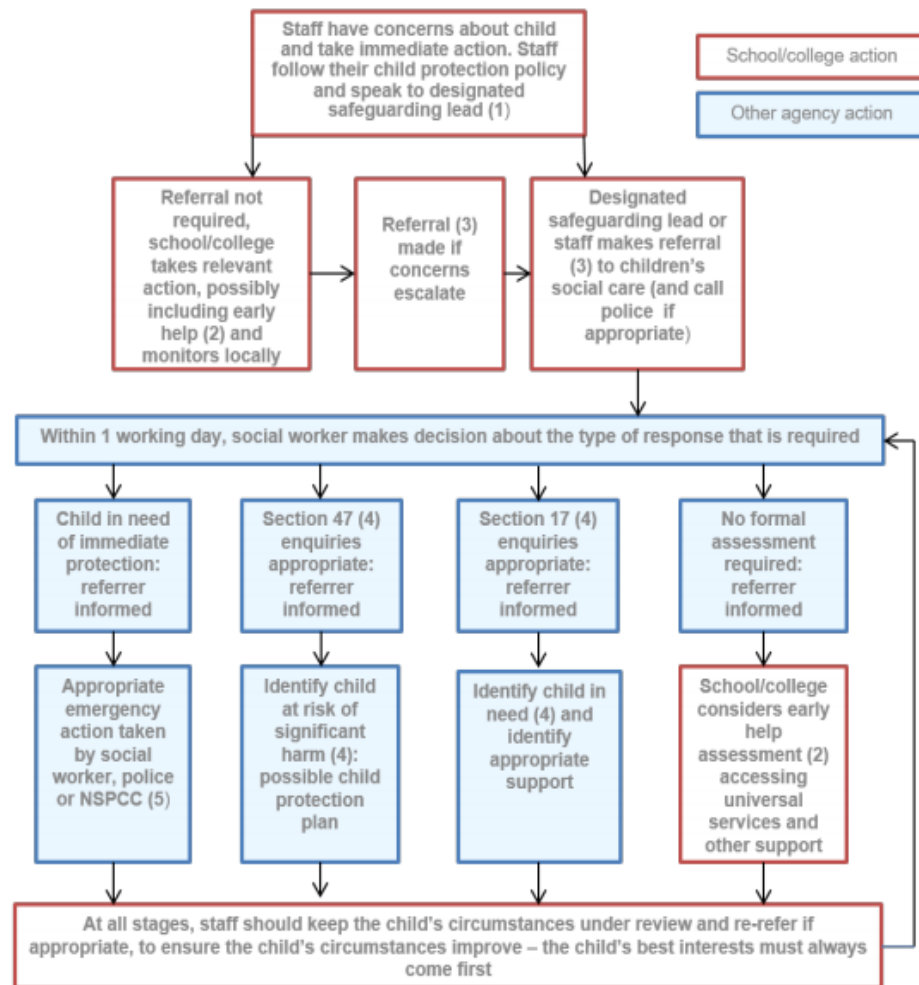 Staff have concerns about child
and take immediate action. Staff
follow their child protection policy
and speak to designated
safeguarding lead (1)
School/college action
Other agency action
Referral not
required,
school/college
takes relevant
action, possibly
including early
help (2) and
monitors locally
Referral (3)
made if
concerns
escalate
Designated
safeguarding lead or
staff makes referral
(3) to children's
social care (and call
police if
appropriate)
Within 1 working day, social worker makes decision about the type of response that is required
Child in need
of immediate
protection:
referrer
informed
Section 47 (4)
enquiries
appropriate:
referrer
informed
Section 17 (4)
enquiries
appropriate:
referrer
informed
No formal
assessment
required:
referrer
informed
Appropriate
emergency
action taken
by social
worker, police
or NSPCC (5)
Identify child
at risk of
significant
harm (4):
possible child
protection
plan
Identify child in
need (4) and
identify
appropriate
support
School/college
considers early
help
assessment (2)
accessing
universal
services and
other support
At all stages, staff should keep the child's circumstances under review and re-refer if
appropriate, to ensure the child's circumstances improve – the child's best interests must always
come first